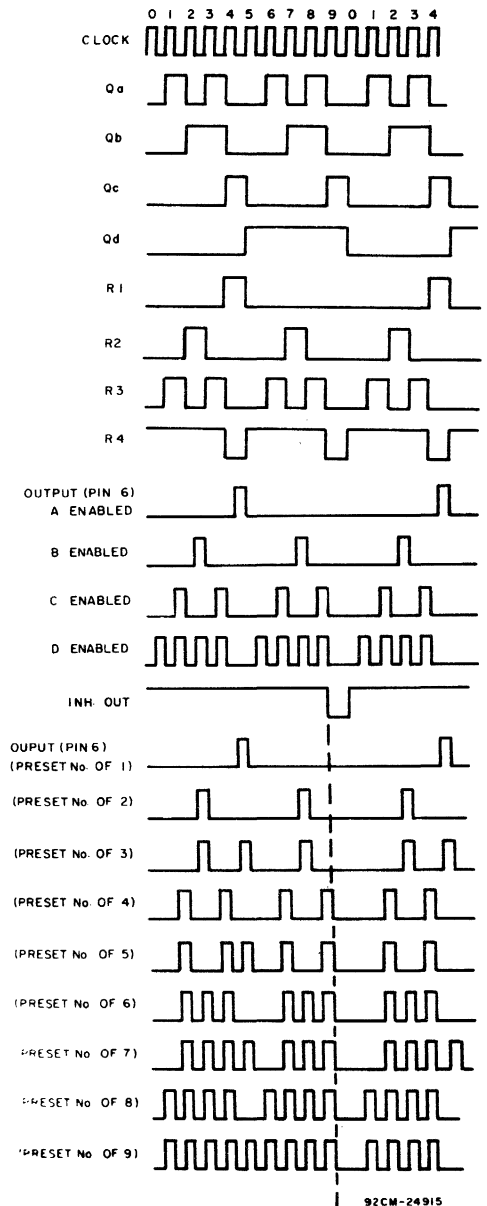 0 1 2 3 4 5 6 7 8 9 0 1 2 3 4
CLOCK
Qa
Qb
Qc
Qd
R1
R2
R3
R4
OUTPUT (PIN 6)
A ENABLED
B ENABLED
C ENABLED
D ENABLED
INH. OUT
OUPUT (PIN 6)
(PRESET No. OF 1)
(PRESET No. OF 2)
(PRESET No. OF 3)
(PRESET No. OF 4)
(PRESET No. OF 5)
(PRESET No. OF 6)
PRESET No. OF 7)
PRESET No. OF 8)
(PRESET No. OF 9)
92CM-24915